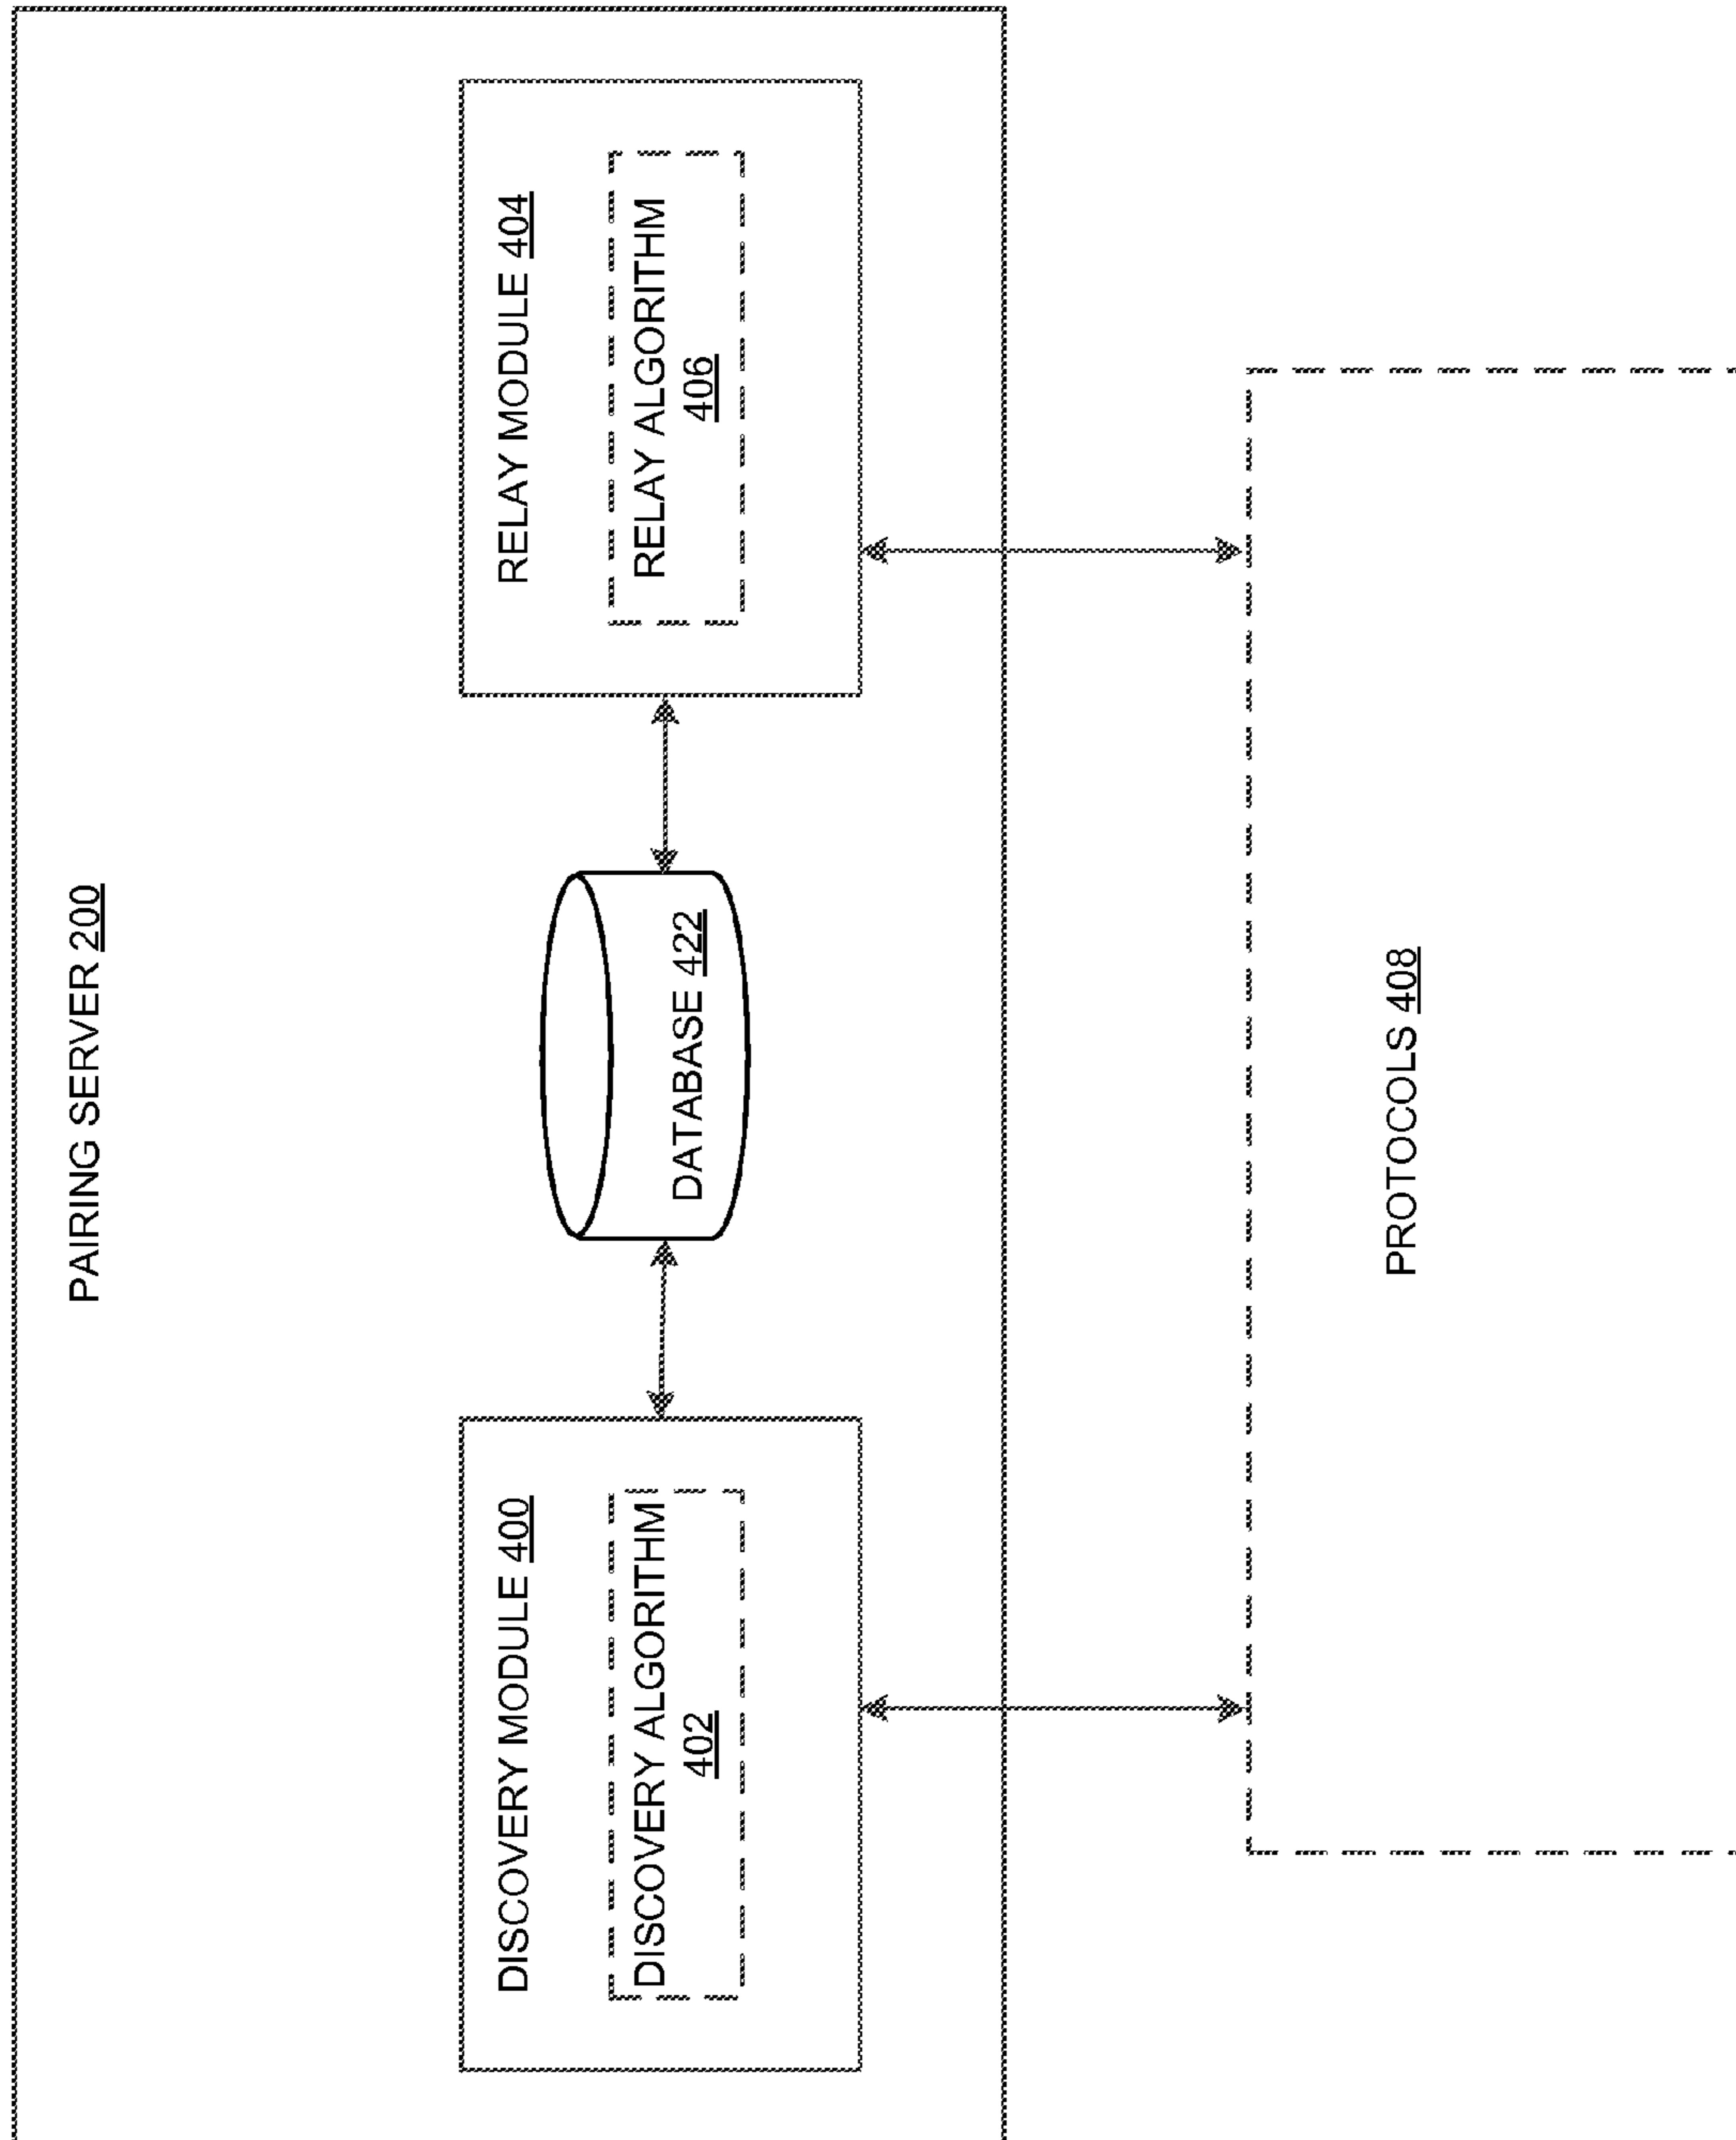 PAIRING SERVER 200
DISCOVERY MODULE 400
DISCOVERY ALGORITHM
402
DATABASE 422
RELAY MODULE 404
RELAY ALGORITHM
406
PROTOCOLS 408